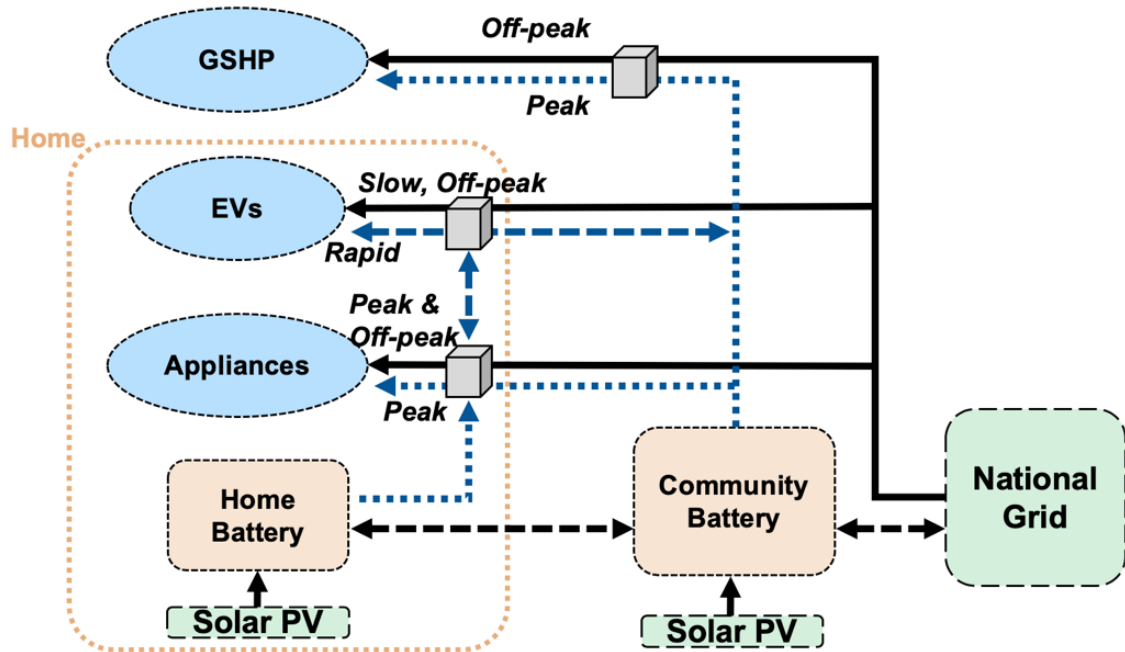 Off-peak
GSHP
Peak
Home
Slow, Off-peak
EVs
Rapid
Peak &
Off-peak
Appliances
Peak
Home
Battery
Community
Battery
National
Grid
Solar PV
Solar PV